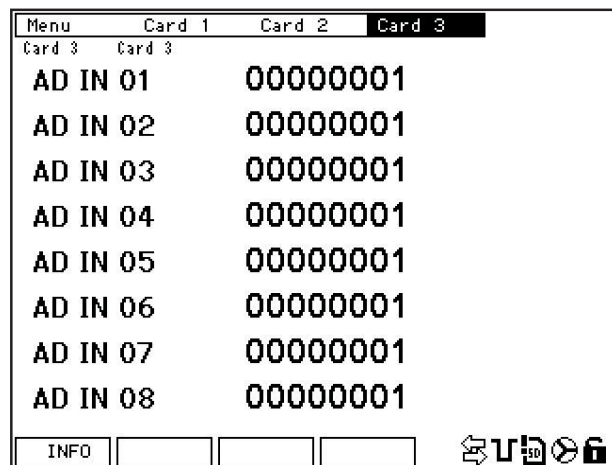 Menu Card 1 Card 2 Card 3
Card 3 Card 3
AD IN 01 00000001
AD IN 02 00000001
AD IN 03 00000001
AD IN 04 00000001
AD IN 05 00000001
AD IN 06 00000001
AD IN 07 00000001
AD IN 08 00000001
INFO SD